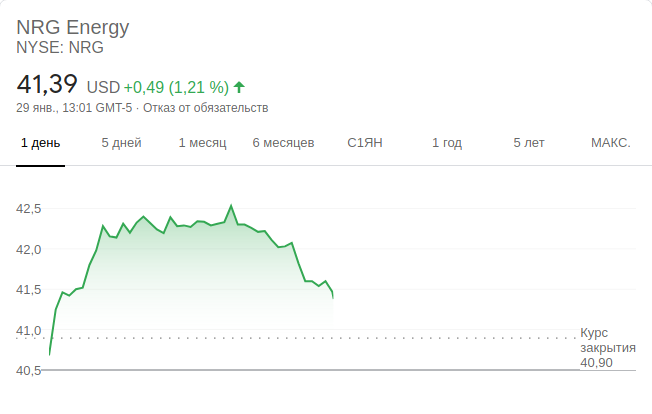 NRG Energy
NYSE: NRG
41,39 USD +0,49 (1,21 %)
29 янв., 13:01 GMT-5 · Отказ от обязательств
1 день 5 дней 1 месяц 6 месяцев С1ЯН 1 год 5 лет МАКС.
42,5
42,0
41,5
41,0
Курс
закрытия
40,90
40,5